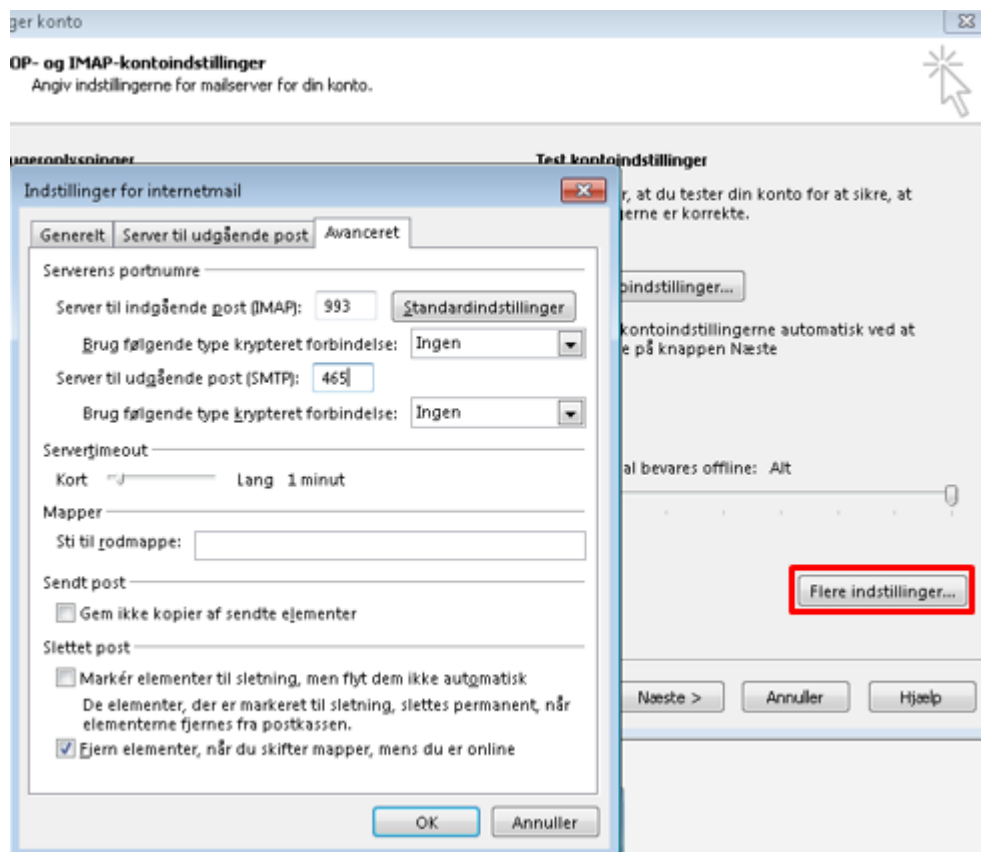 ger konto
OP- og IMAP-kontoindstillinger
Angiv indstillingerne for mailserver for din konto.
ugeroplysninger
Test kontoindstillinger
r, at du tester din konto for at sikre, at
gerne er korrekte.
oindstillinger...
kontoindstillingerne automatisk ved at
e på knappen Næste
al bevares offline: Alt
Flere indstillinger...
Næste >
Annuller
Hjælp
Indstillinger for internetmail
Generelt
Server til udgående post
Avanceret
Serverens portnumre
Server til indgående post (IMAP): 993 Standardindstillinger
Brug følgende type krypteret forbindelse: Ingen
Server til udgående post (SMTP): 465
Brug følgende type krypteret forbindelse: Ingen
Servertimeout
Kort Lang 1 minut
Mapper
Sti til rodmappe:
Sendt post
Gem ikke kopier af sendte elementer
Slettet post
Markér elementer til sletning, men flyt dem ikke automatisk
De elementer, der er markeret til sletning, slettes permanent, når
elementerne fjernes fra postkassen.
Fjern elementer, når du skifter mapper, mens du er online
OK
Annuller